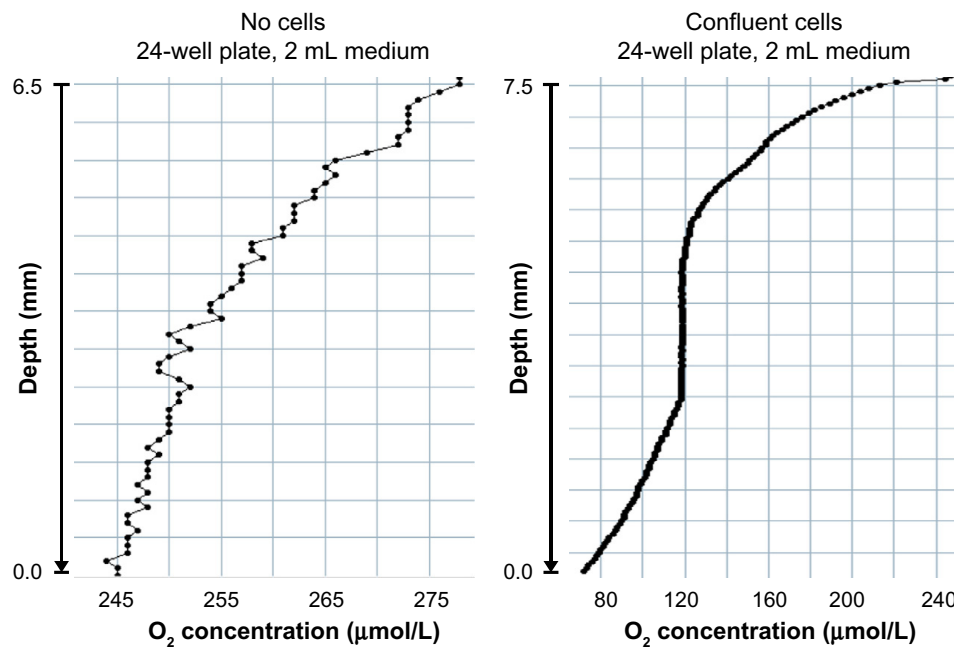 No cells
24-well plate, 2 mL medium
6.5
Depth (mm)
0.0
245 255 265 275
O₂ concentration (μmol/L)
Confluent cells
24-well plate, 2 mL medium
7.5
Depth (mm)
0.0
80 120 160 200 240
O₂ concentration (μmol/L)